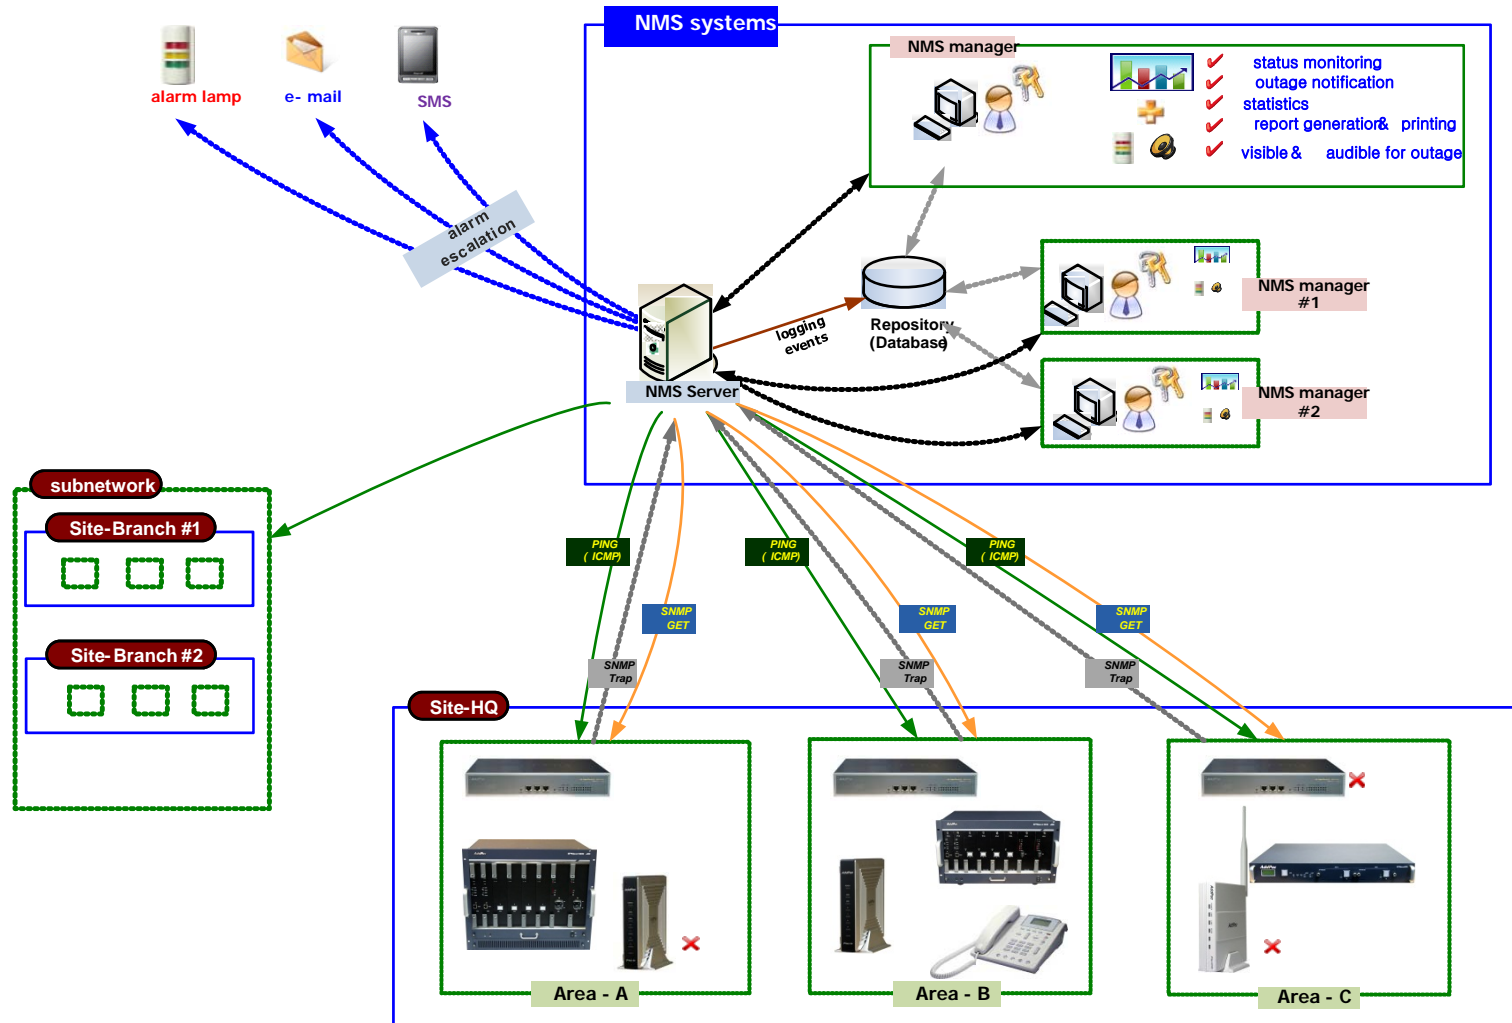 NMS systems
NMS manager
status monitoring
outage notification
statistics
report generation& printing
visible & audible for outage
alarm lamp
e- mail
SMS
alarm
escalation
NMS manager
#1
Repository
(Database)
logging
events
NMS Server
NMS manager
#2
subnetwork
Site-Branch #1
Site- Branch #2
PING
( ICMP)
PING
( ICMP)
PING
( ICMP)
SNMP
GET
SNMP
GET
SNMP
GET
SNMP
Trap
SNMP
Trap
SNMP
Trap
Site-HQ
Area - A
Area - B
Area - C